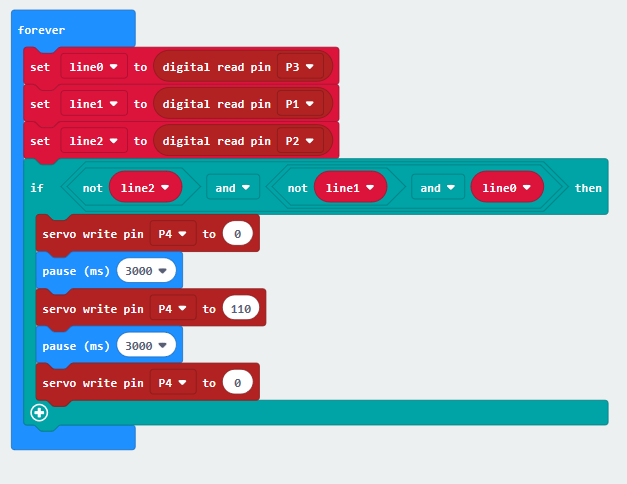 forever
set line0 to digital read pin P3
set line1 to digital read pin P1
set line2 to digital read pin P2
if not line2 and not line1 and line0 then
servo write pin P4 to 0
pause (ms) 3000
servo write pin P4 to 110
pause (ms) 3000
servo write pin P4 to 0